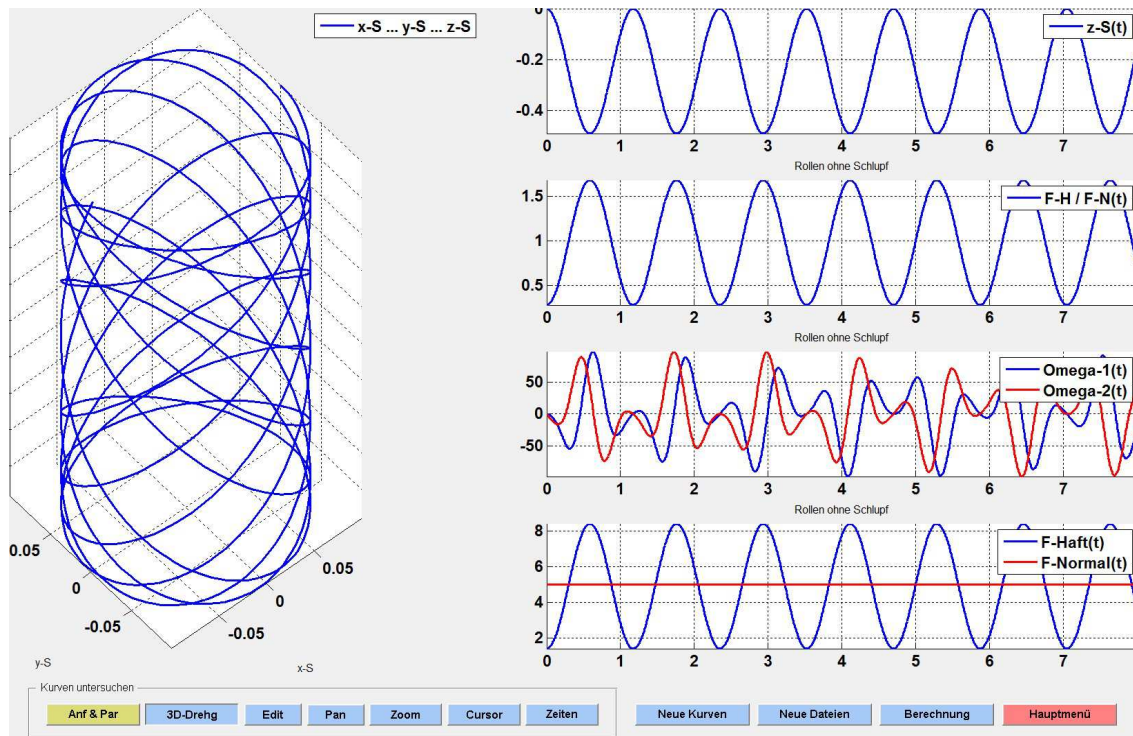 x-S ... y-S ... z-S
0.05
0
-0.05
y-S
0.05
0
-0.05
x-S
0
-0.2
-0.4
z-S(t)
0 1 2 3 4 5 6 7
Rollen ohne Schlupf
1.5
1
0.5
F-H / F-N(t)
0 1 2 3 4 5 6 7
Rollen ohne Schlupf
50
0
-50
Omega-1(t)
Omega-2(t)
0 1 2 3 4 5 6 7
Rollen ohne Schlupf
8
6
4
2
F-Haft(t)
F-Normal(t)
0 1 2 3 4 5 6 7
Kurven untersuchen
Anf & Par 3D-Drehg Edit Pan Zoom Cursor Zeiten
Neue Kurven Neue Dateien Berechnung Hauptmenü